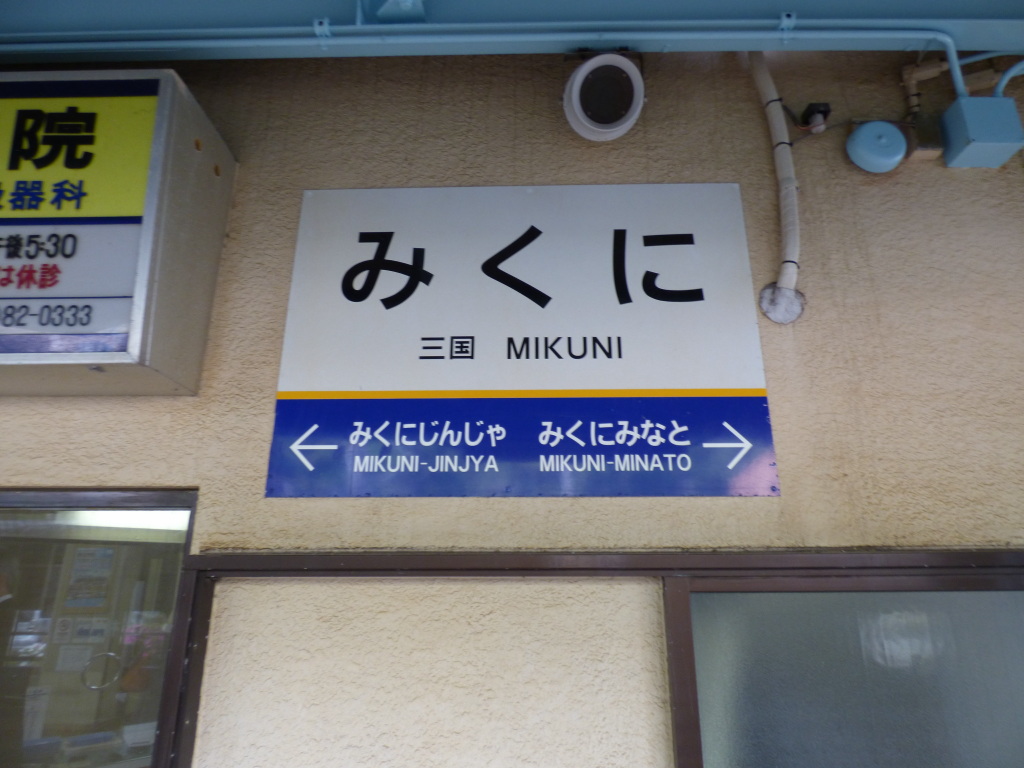 院
器科
後5:30
は休診
82-0333
みくに
三国 MIKUNI
← みくにじんじゃ みくにみなと →
MIKUNI-JINJYA MIKUNI-MINATO